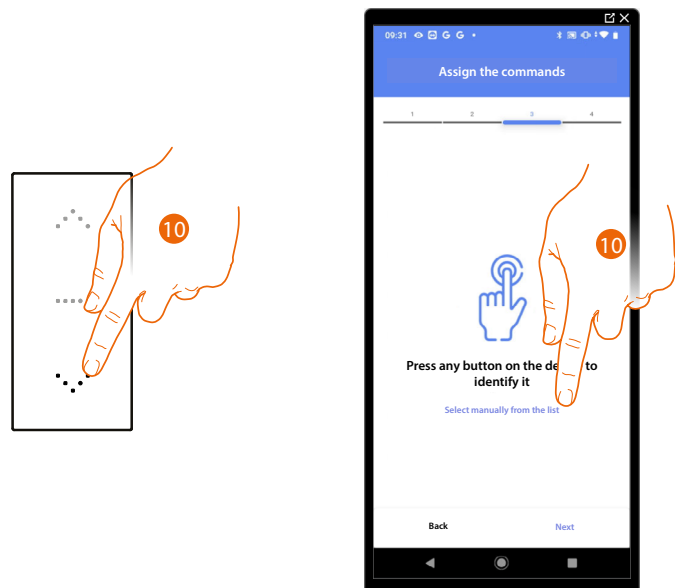 09:31 G G
Assign the commands
1 2 3 4
10
10
Press any button on the de to
identify it
Select manually from the list
Back Next